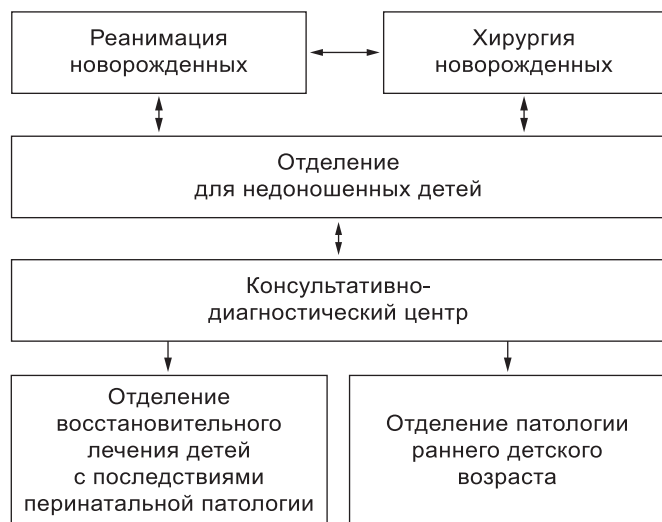 Реанимация
новорожденных
Хирургия
новорожденных
Отделение
для недоношенных детей
Консультативно-
диагностический центр
Отделение
восстановительного
лечения детей
с последствиями
перинатальной патологии
Отделение патологии
раннего детского
возраста